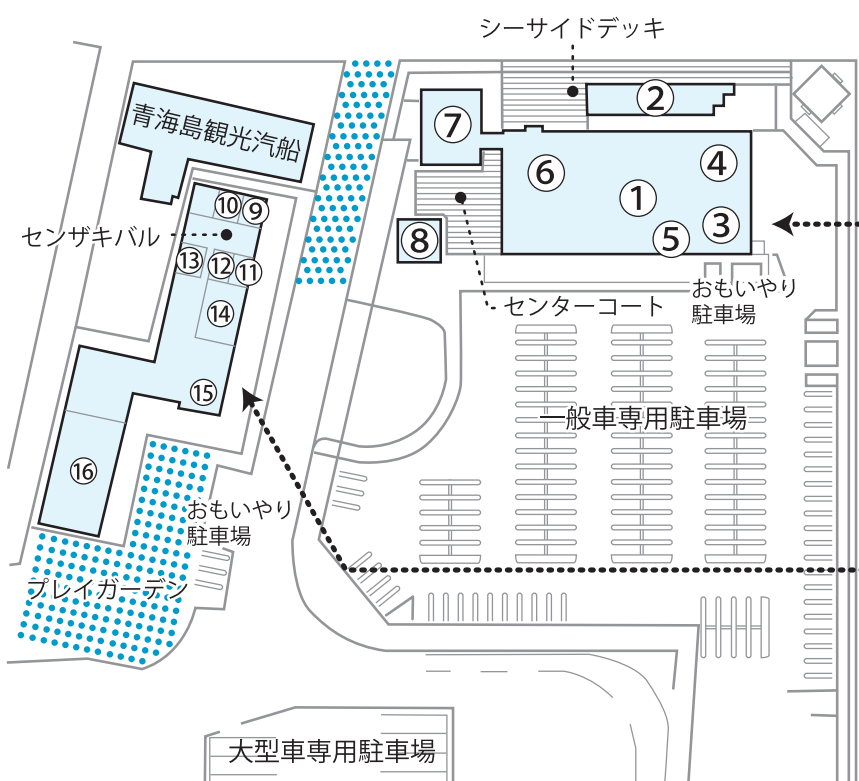 シーサイドデッキ
②
青海島観光汽船
⑦
④
⑥
①
⑩
⑨
③
センザキバル
⑧
⑤
⑬
⑫
⑪
おもいやり
駐車場
センターコート
⑭
⑮
一般車専用駐車場
⑯
おもいやり
駐車場
プレイガーデン
大型車専用駐車場